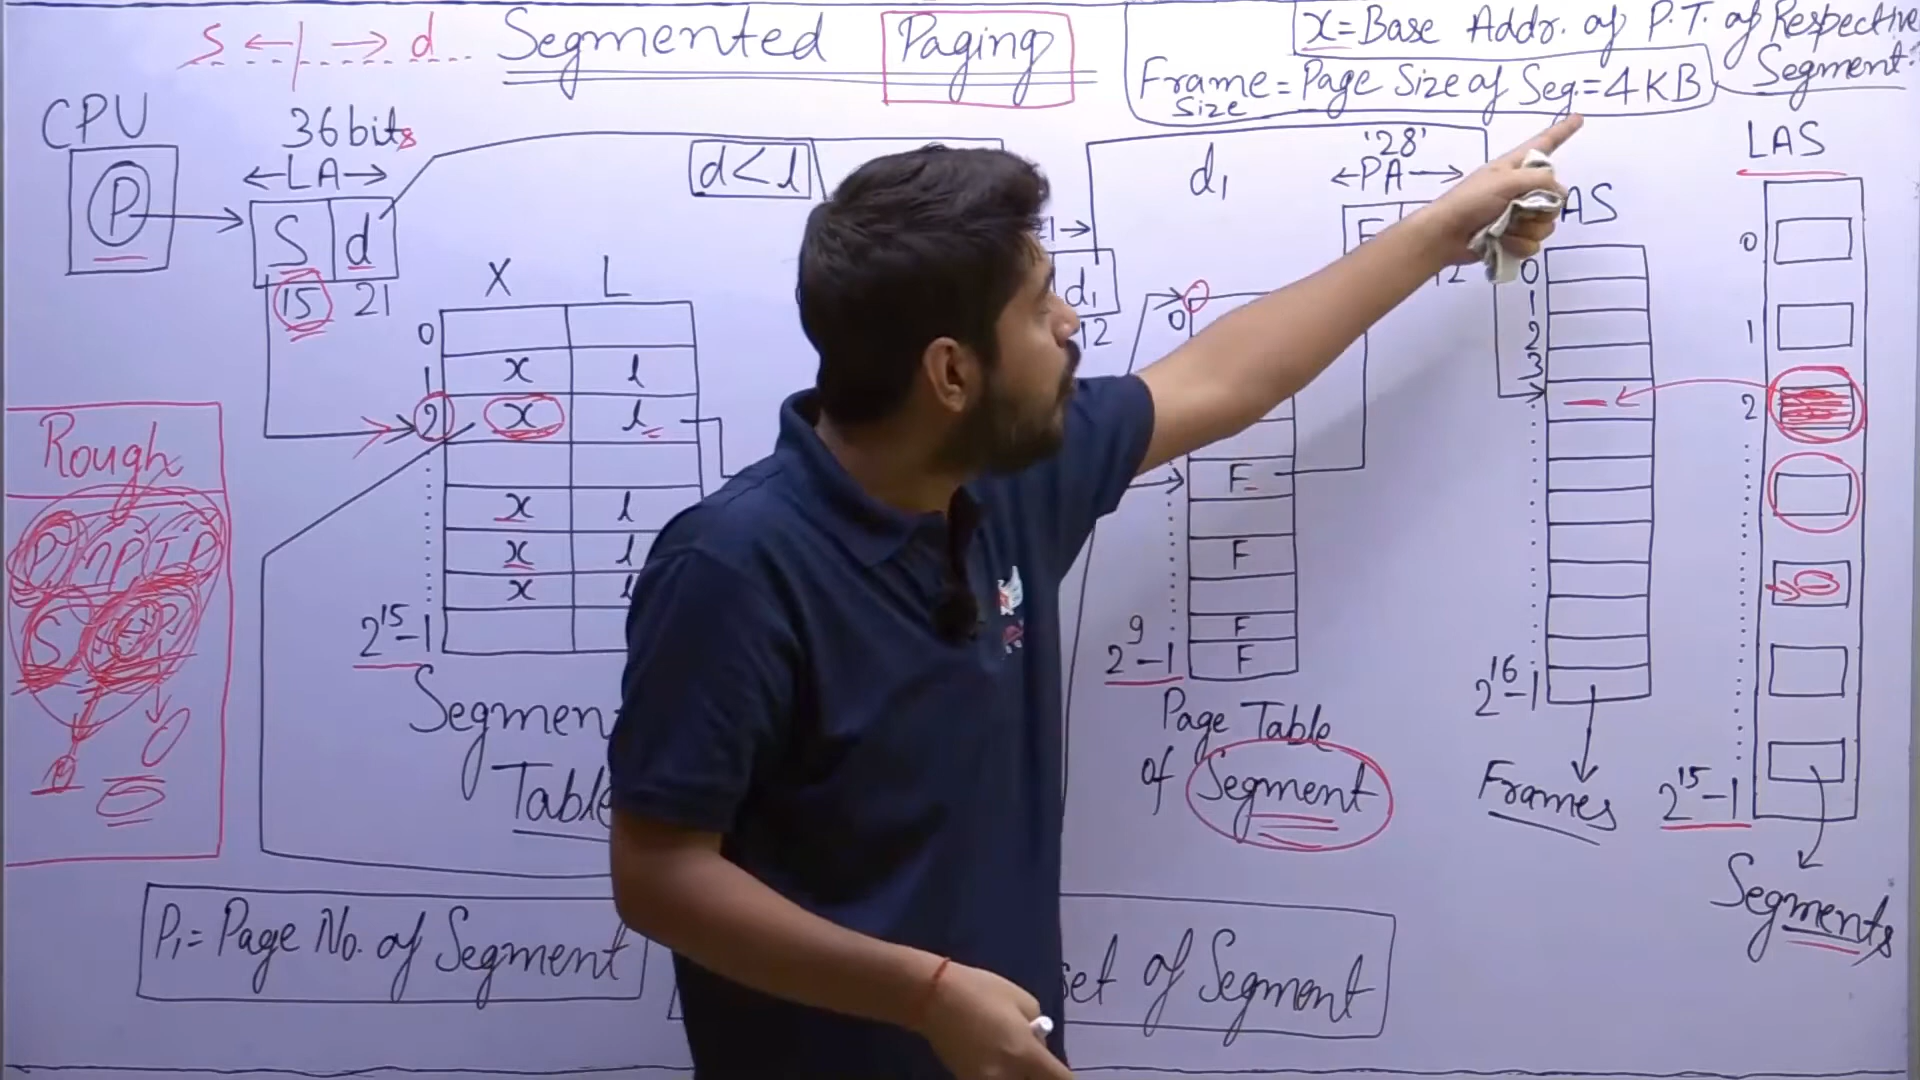 S ← | → d
Segmented Paging
x = Base Addr. of P.T. of Respective
Segment.
Frame = Page Size of Seg = 4KB
Size
CPU
P
36 bits
←LA→
S d
15 21
d<l
d1
12
d1
'28'
←PA→
F
12
AS
LAS
X L
0
1 x l
2 x l
x l
x l
x l
2^15-1
Segmen
Table
Rough
0
F
F
F
F
2^9-1
Page Table
of Segment
0
1
2
3
2^16-1
Frames
0
1
2
2^15-1
Segments
P1 = Page No. of Segment
set of Segment